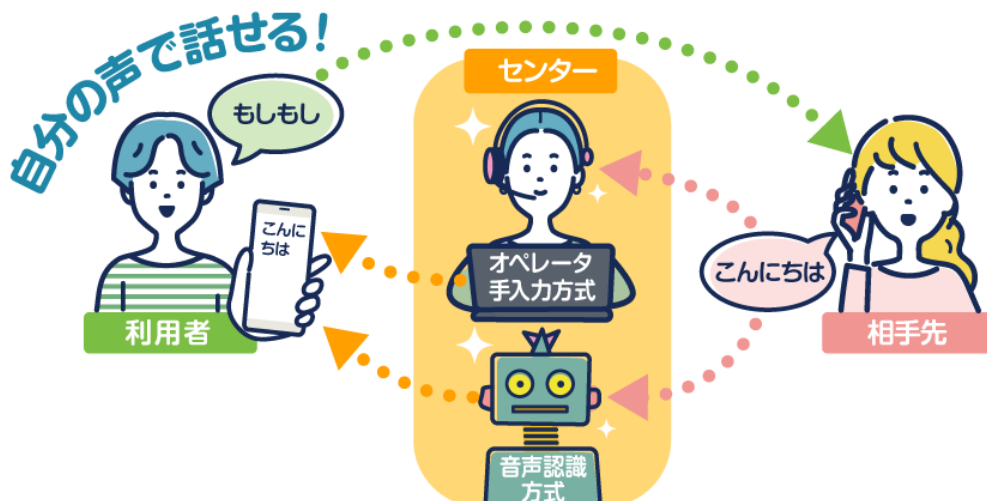 自分の声で話せる!
もしもし
センター
こんに
ちは
オペレータ
手入力方式
こんにちは
利用者
相手先
音声認識
方式